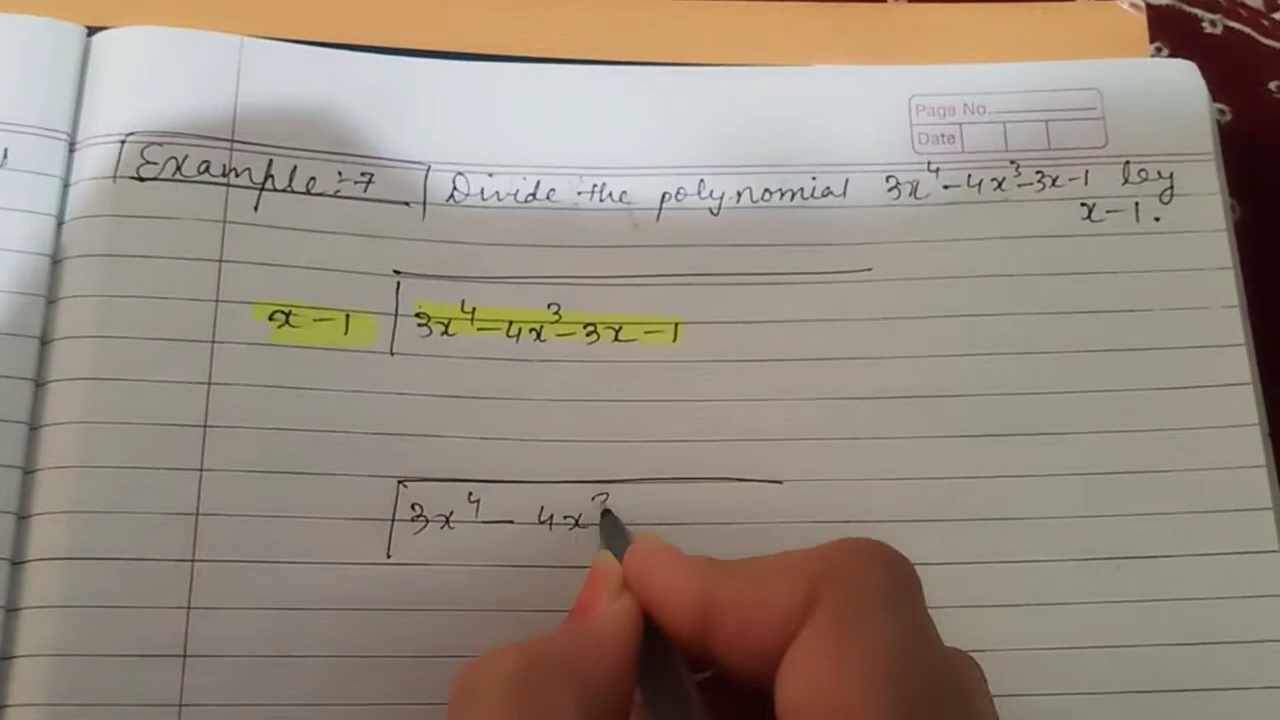 Page No.
Date
Example:-7 Divide the polynomial 3x⁴-4x³-3x-1 by
x-1.
x-1 3x⁴-4x³-3x-1
3x⁴- 4x³